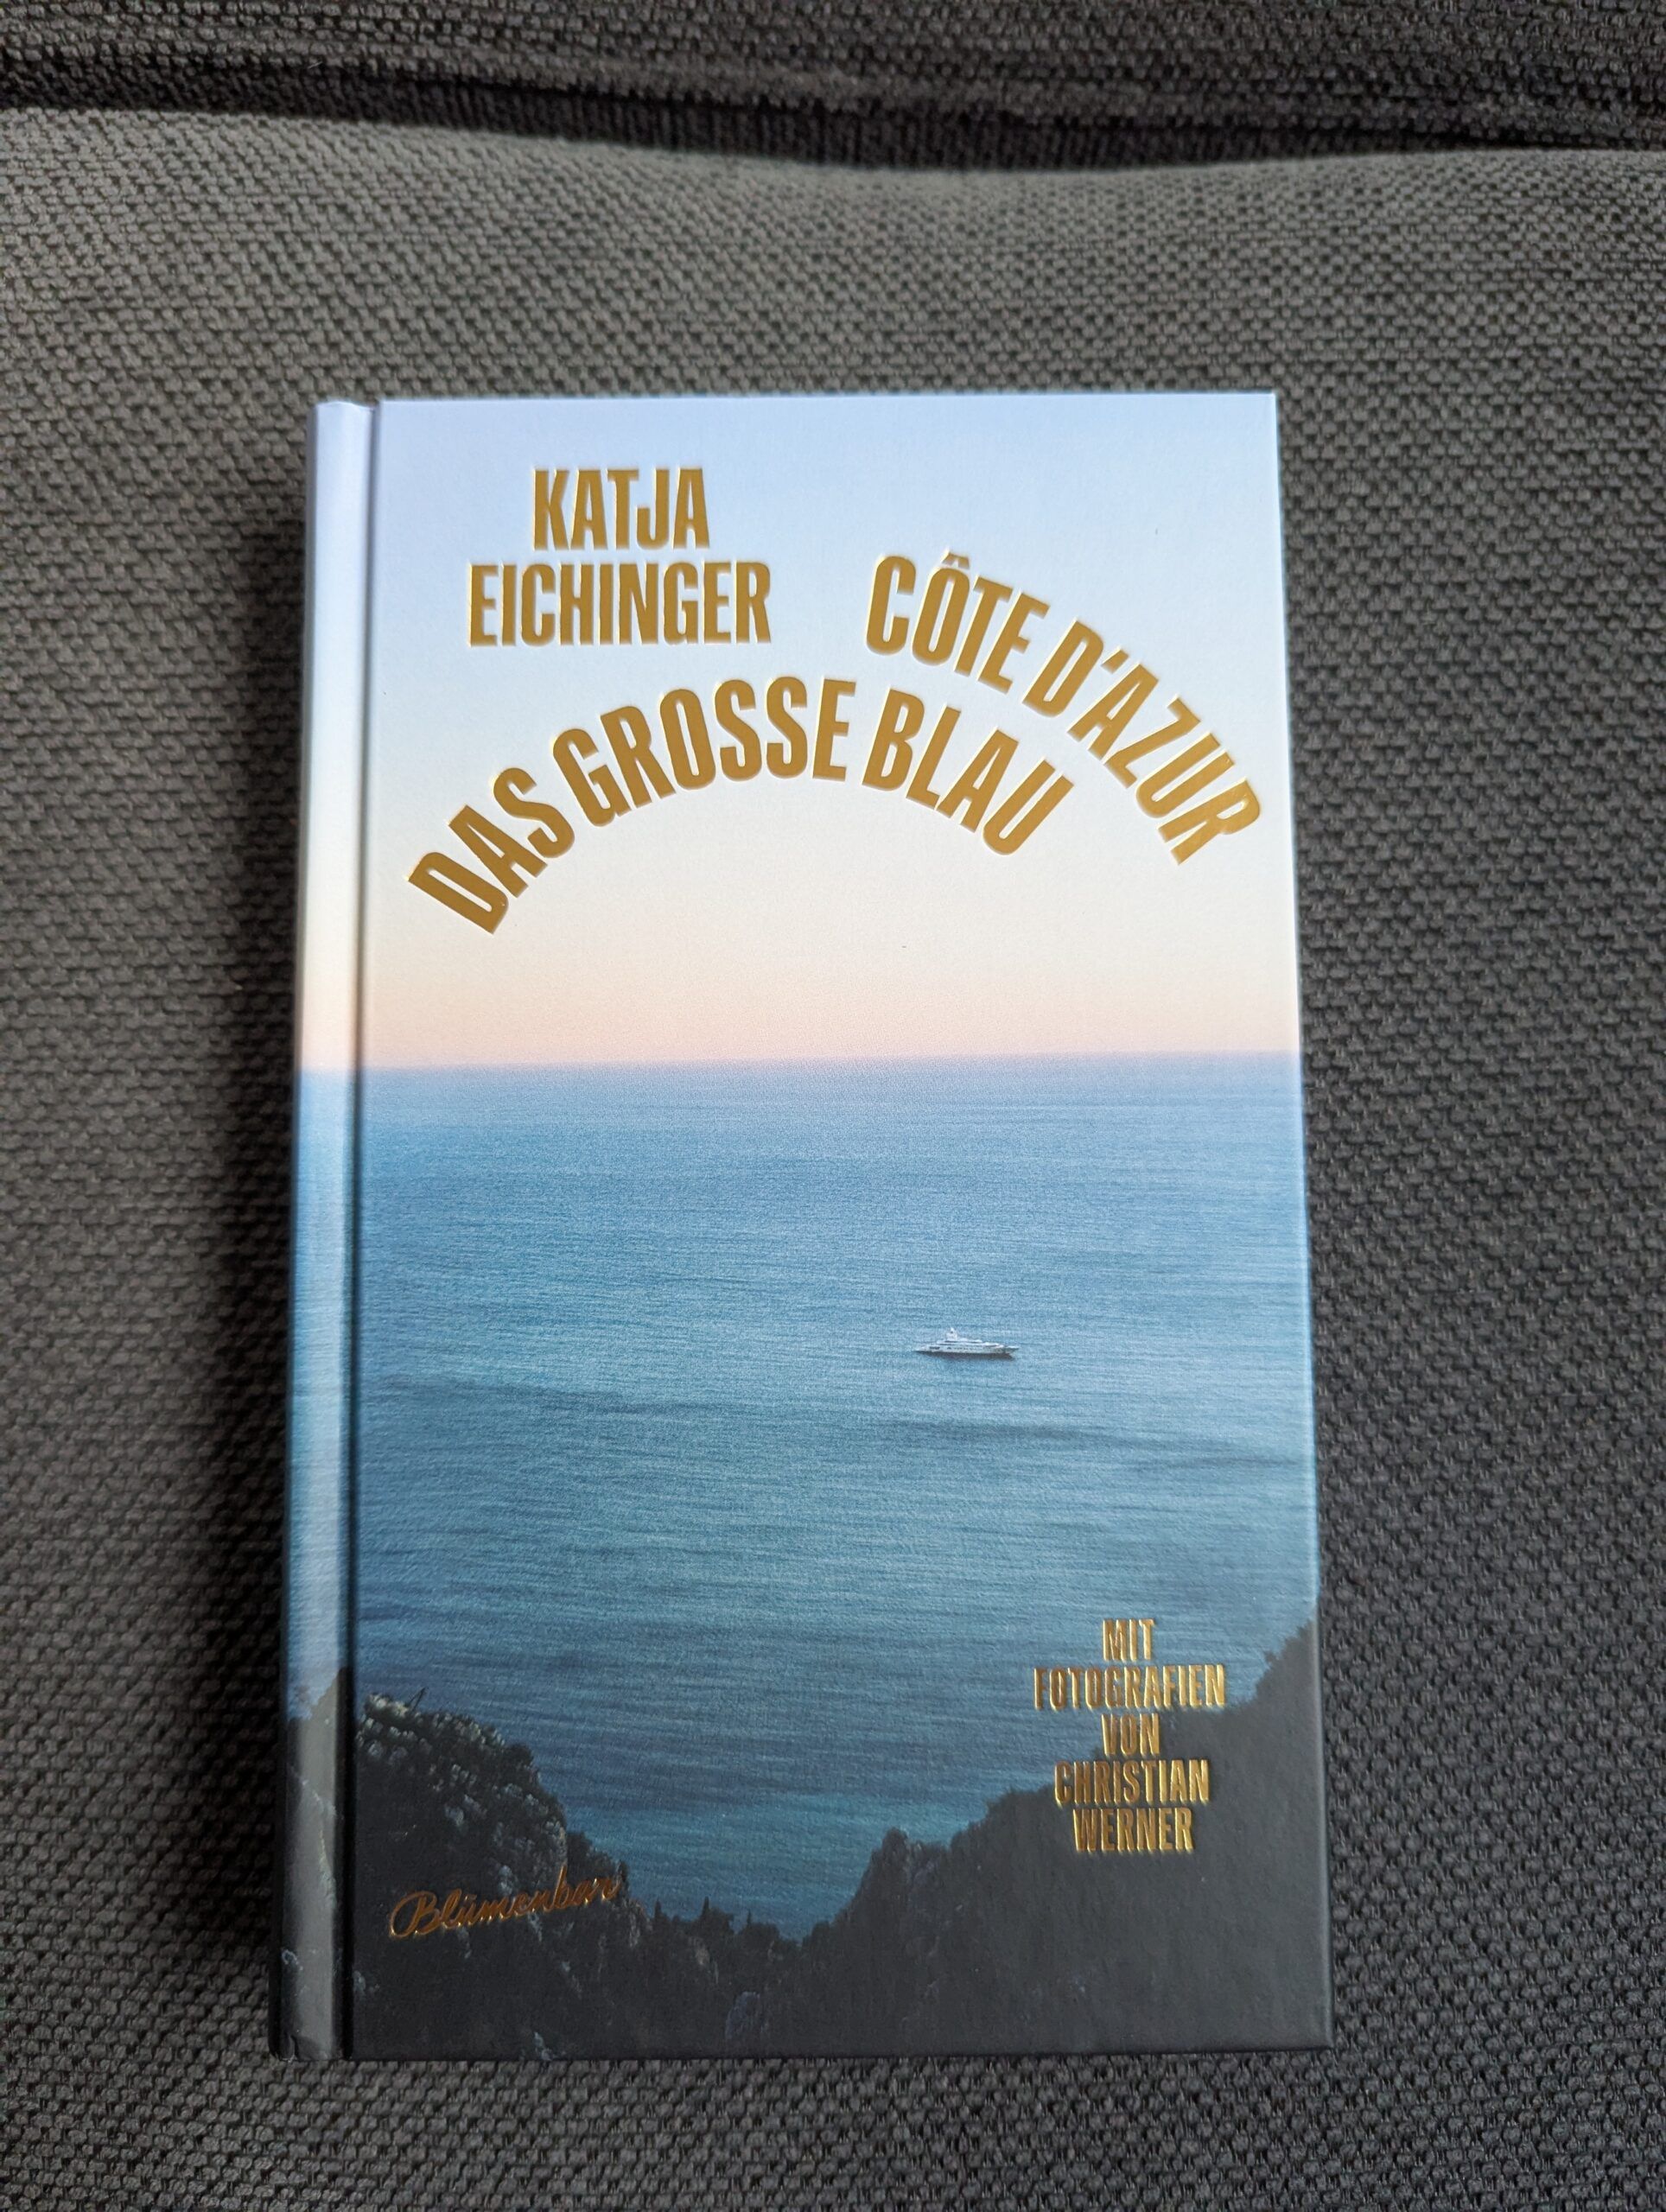 KATJA
EICHINGER
DAS GROSSE BLAU
CÔTE D'AZUR
MIT
FOTOGRAFIEN
VON
CHRISTIAN
WERNER
Blumenbar